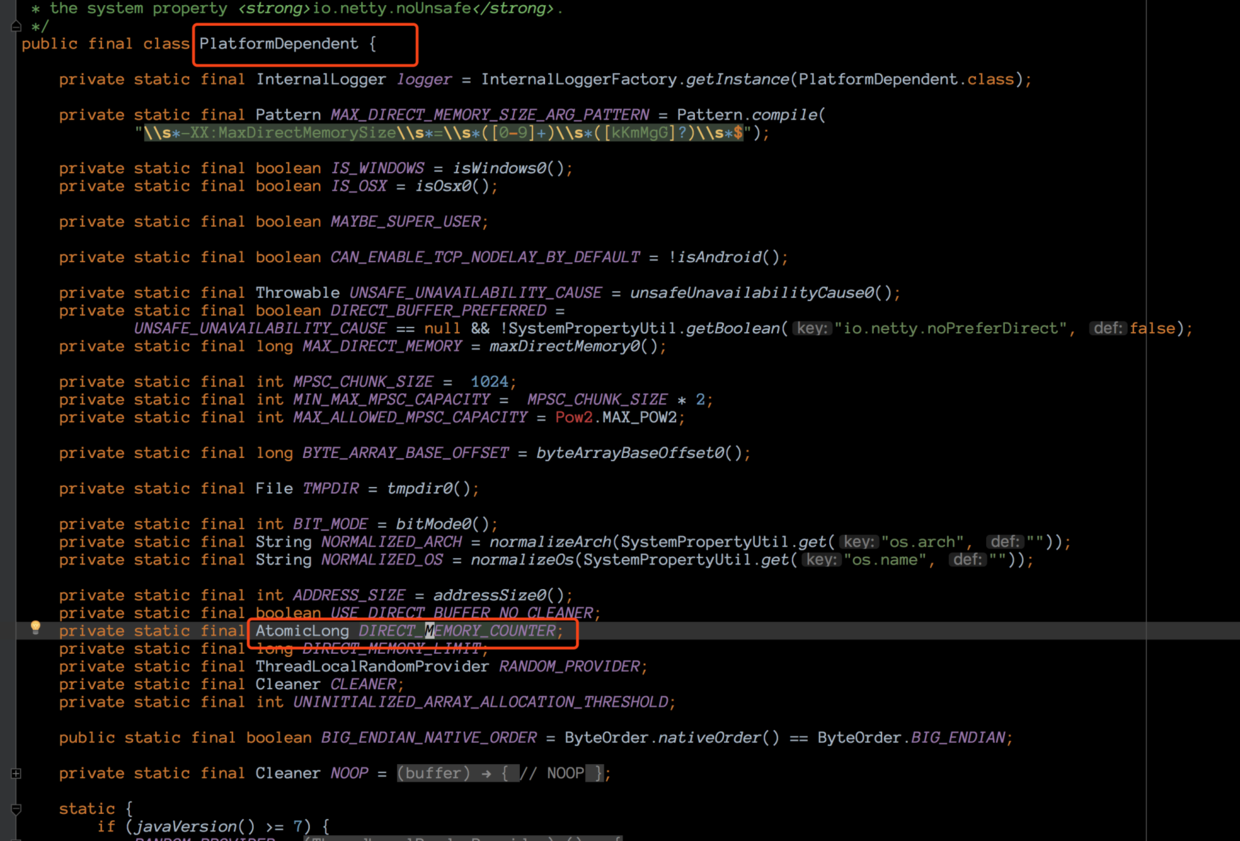 * the system property <strong>io.netty.noUnsafe</strong>.
*/
public final class PlatformDependent {
private static final InternalLogger logger = InternalLoggerFactory.getInstance(PlatformDependent.class);
private static final Pattern MAX_DIRECT_MEMORY_SIZE_ARG_PATTERN = Pattern.compile(
"\\s*-XX:MaxDirectMemorySize\\s*=\\s*([0-9]+)\\s*([kKmMgG]?)\\s*$");
private static final boolean IS_WINDOWS = isWindows0();
private static final boolean IS_OSX = isOsx0();
private static final boolean MAYBE_SUPER_USER;
private static final boolean CAN_ENABLE_TCP_NODELAY_BY_DEFAULT = !isAndroid();
private static final Throwable UNSAFE_UNAVAILABILITY_CAUSE = unsafeUnavailabilityCause0();
private static final boolean DIRECT_BUFFER_PREFERRED =
UNSAFE_UNAVAILABILITY_CAUSE == null && !SystemPropertyUtil.getBoolean( key: "io.netty.noPreferDirect", def: false);
private static final long MAX_DIRECT_MEMORY = maxDirectMemory0();
private static final int MPSC_CHUNK_SIZE =  1024;
private static final int MIN_MAX_MPSC_CAPACITY =  MPSC_CHUNK_SIZE * 2;
private static final int MAX_ALLOWED_MPSC_CAPACITY = Pow2.MAX_POW2;
private static final long BYTE_ARRAY_BASE_OFFSET = byteArrayBaseOffset0();
private static final File TMPDIR = tmpdir0();
private static final int BIT_MODE = bitMode0();
private static final String NORMALIZED_ARCH = normalizeArch(SystemPropertyUtil.get( key: "os.arch", def: ""));
private static final String NORMALIZED_OS = normalizeOs(SystemPropertyUtil.get( key: "os.name", def: ""));
private static final int ADDRESS_SIZE = addressSize0();
private static final boolean USE_DIRECT_BUFFER_NO_CLEANER;
private static final AtomicLong DIRECT_MEMORY_COUNTER;
private static final long DIRECT_MEMORY_LIMIT;
private static final ThreadLocalRandomProvider RANDOM_PROVIDER;
private static final Cleaner CLEANER;
private static final int UNINITIALIZED_ARRAY_ALLOCATION_THRESHOLD;
public static final boolean BIG_ENDIAN_NATIVE_ORDER = ByteOrder.nativeOrder() == ByteOrder.BIG_ENDIAN;
private static final Cleaner NOOP = (buffer) → { // NOOP };
static {
if (javaVersion() >= 7) {